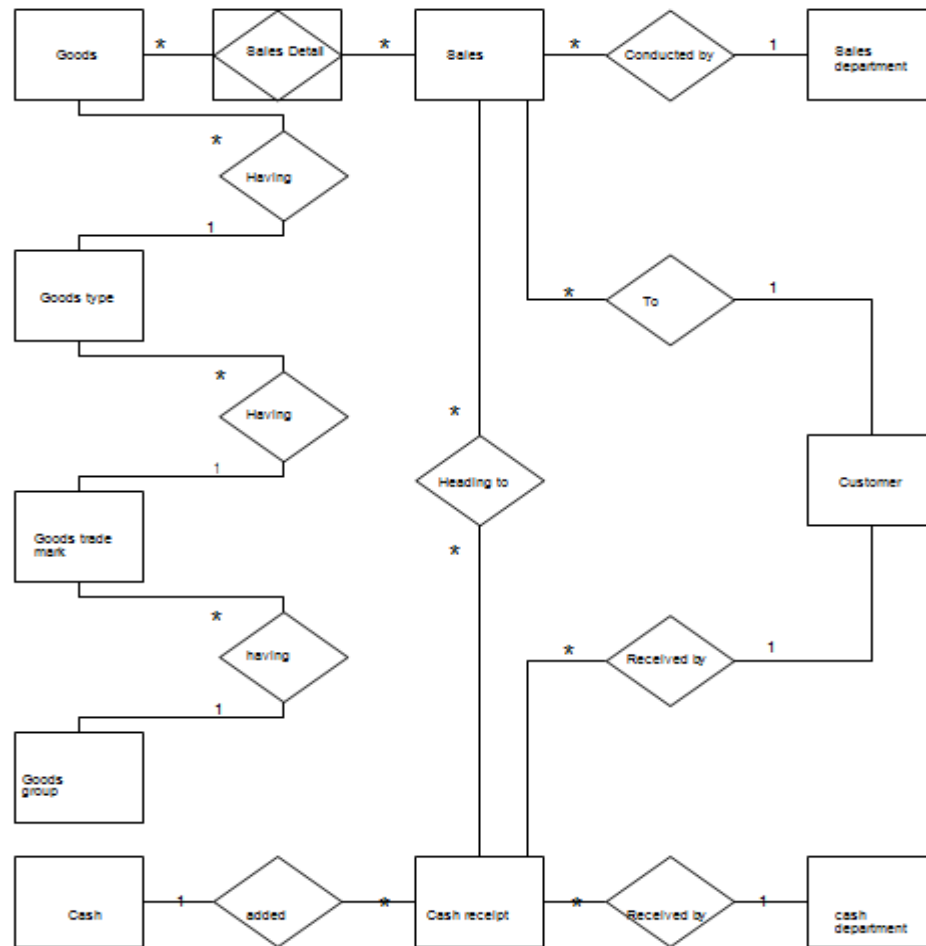 Goods
*
Sales Detail
*
Sales
*
Conducted by
1
Sales
department
*
Having
1
Goods type
*
To
1
*
Having
1
*
Heading to
*
Customer
Goods trade
mark
*
having
1
*
Received by
1
Goods
group
Cash
1
added
*
Cash receipt
*
Received by
1
cash
department